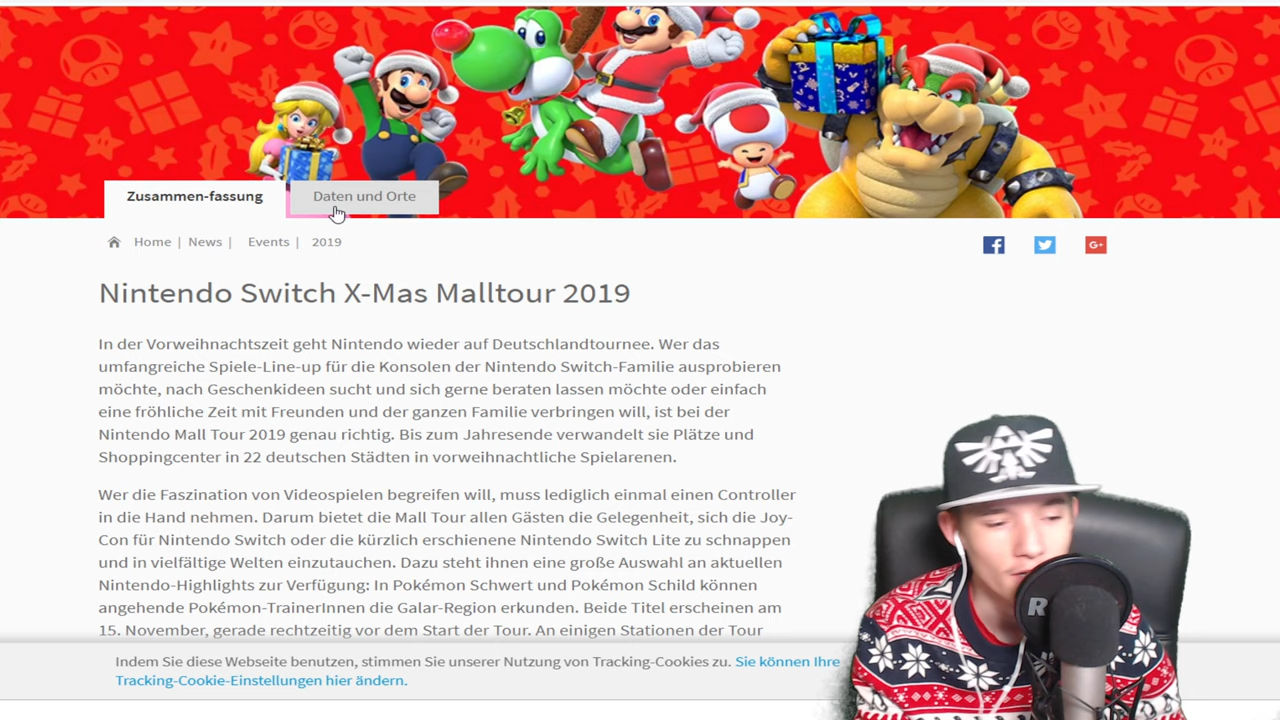 Zusammen-fassung
Daten und Orte
Home | News | Events | 2019
G+
Nintendo Switch X-Mas Malltour 2019
In der Vorweihnachtszeit geht Nintendo wieder auf Deutschlandtournee. Wer das
umfangreiche Spiele-Line-up für die Konsolen der Nintendo Switch-Familie ausprobieren
möchte, nach Geschenkideen sucht und sich gerne beraten lassen möchte oder einfach
eine fröhliche Zeit mit Freunden und der ganzen Familie verbringen will, ist bei der
Nintendo Mall Tour 2019 genau richtig. Bis zum Jahresende verwandelt sie Plätze und
Shoppingcenter in 22 deutschen Städten in vorweihnachtliche Spielarenen.
Wer die Faszination von Videospielen begreifen will, muss lediglich einmal einen Controller
in die Hand nehmen. Darum bietet die Mall Tour allen Gästen die Gelegenheit, sich die Joy-
Con für Nintendo Switch oder die kürzlich erschienene Nintendo Switch Lite zu schnappen
und in vielfältige Welten einzutauchen. Dazu steht ihnen eine große Auswahl an aktuellen
Nintendo-Highlights zur Verfügung: In Pokémon Schwert und Pokémon Schild können
angehende Pokémon-TrainerInnen die Galar-Region erkunden. Beide Titel erscheinen am
15. November, gerade rechtzeitig vor dem Start der Tour. An einigen Stationen der Tour
Indem Sie diese Webseite benutzen, stimmen Sie unserer Nutzung von Tracking-Cookies zu. Sie können Ihre
Tracking-Cookie-Einstellungen hier ändern.
R